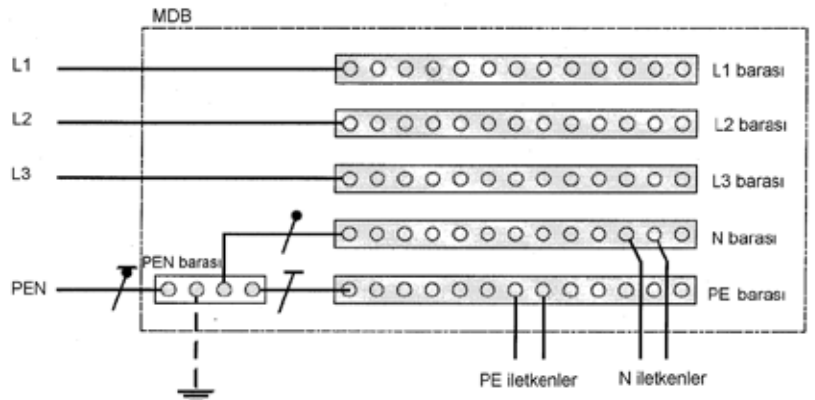 MDB
L1
L1 barası
L2
L2 barası
L3
L3 barası
N barası
PEN barası
PEN
PE barası
PE iletkenler
N iletkenler